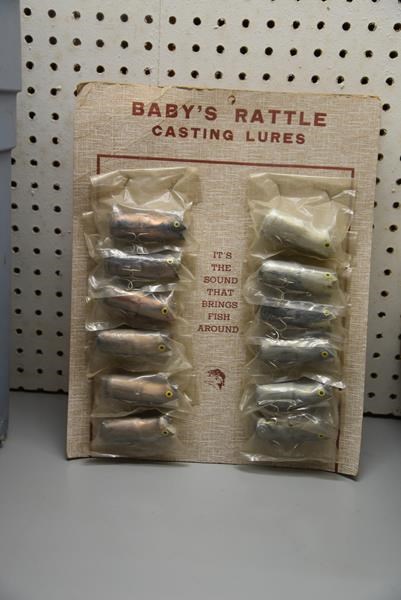 BABY'S RATTLE
CASTING LURES
IT'S
THE
SOUND
THAT
BRINGS
FISH
AROUND